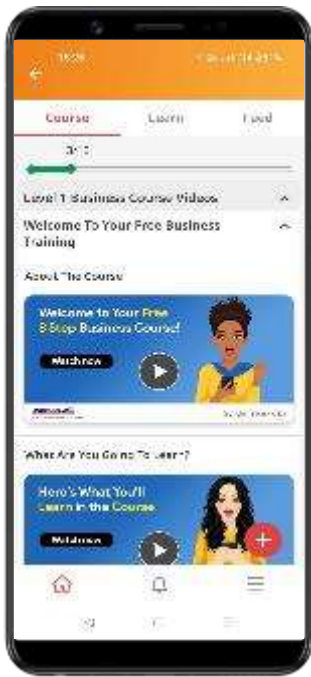 Course Learn Feed
Level 1 Business Course Videos
Welcome To Your Free Business
Training
About The Course
Welcome to Your Free
8 Step Business Course!
Watch now
What Are You Going To Learn?
Here's What You'll
Learn in the Course
Watch now